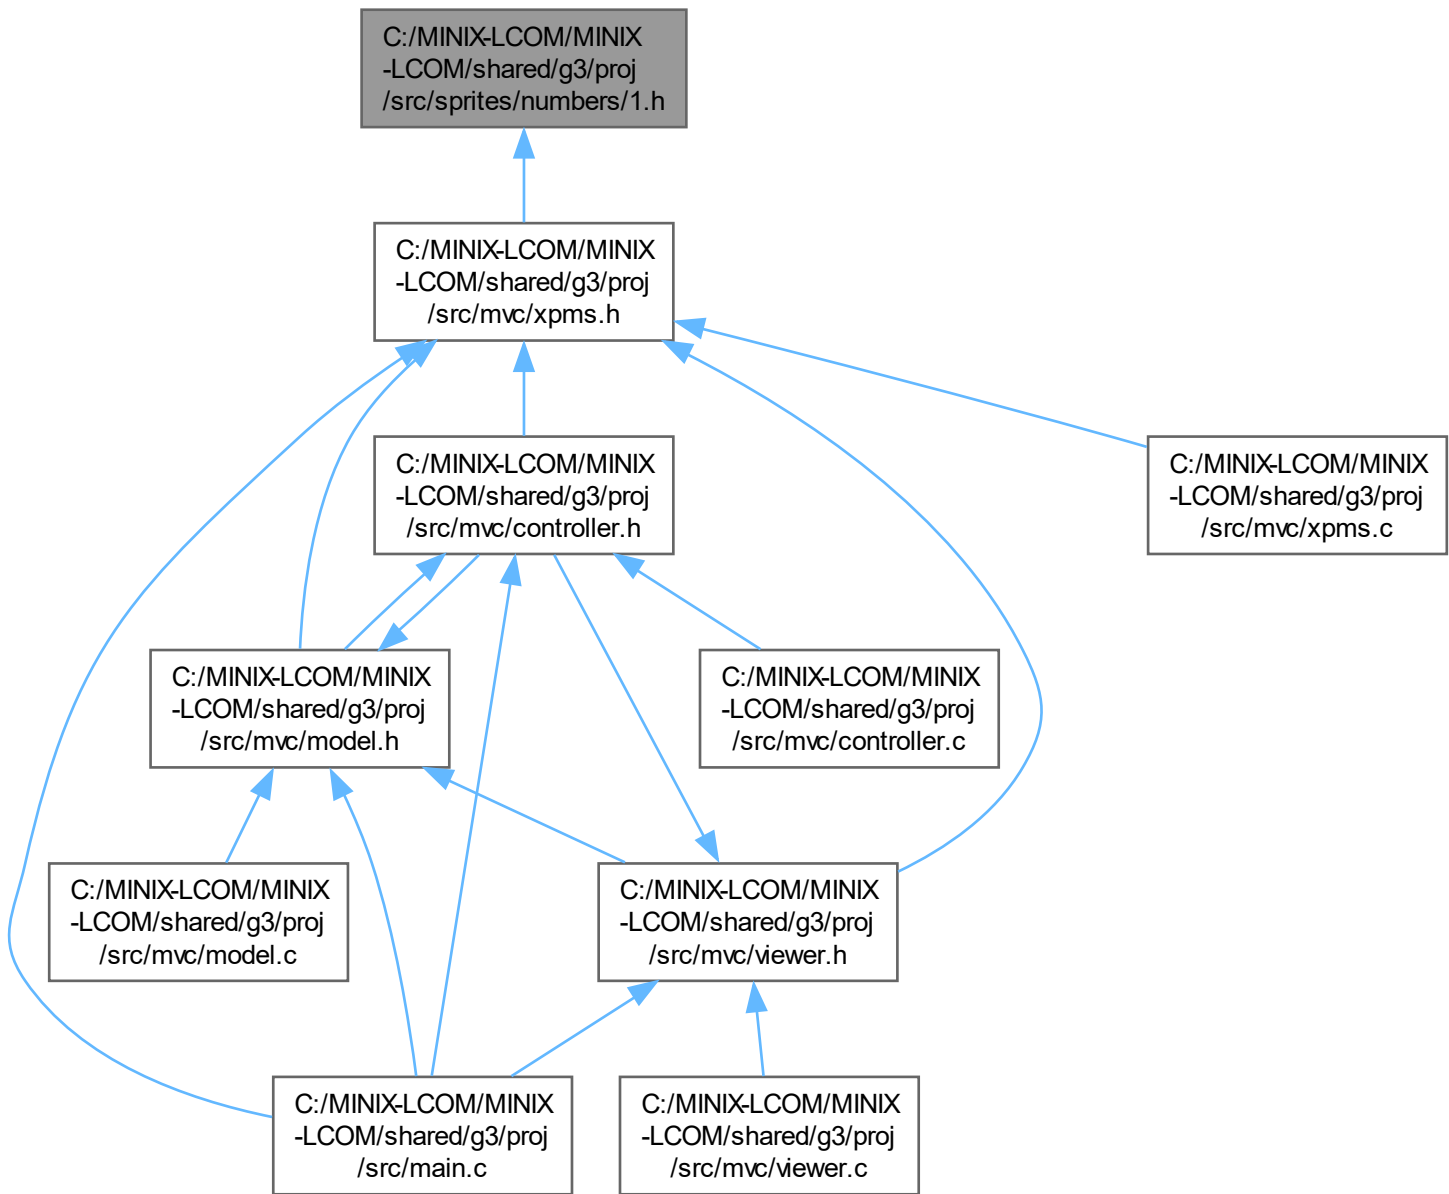 C:/MINIX-LCOM/MINIX
-LCOM/shared/g3/proj
/src/sprites/numbers/1.h
C:/MINIX-LCOM/MINIX
-LCOM/shared/g3/proj
/src/mvc/xpms.h
C:/MINIX-LCOM/MINIX
-LCOM/shared/g3/proj
/src/mvc/controller.h
C:/MINIX-LCOM/MINIX
-LCOM/shared/g3/proj
/src/mvc/xpms.c
C:/MINIX-LCOM/MINIX
-LCOM/shared/g3/proj
/src/mvc/model.h
C:/MINIX-LCOM/MINIX
-LCOM/shared/g3/proj
/src/mvc/controller.c
C:/MINIX-LCOM/MINIX
-LCOM/shared/g3/proj
/src/mvc/model.c
C:/MINIX-LCOM/MINIX
-LCOM/shared/g3/proj
/src/mvc/viewer.h
C:/MINIX-LCOM/MINIX
-LCOM/shared/g3/proj
/src/main.c
C:/MINIX-LCOM/MINIX
-LCOM/shared/g3/proj
/src/mvc/viewer.c